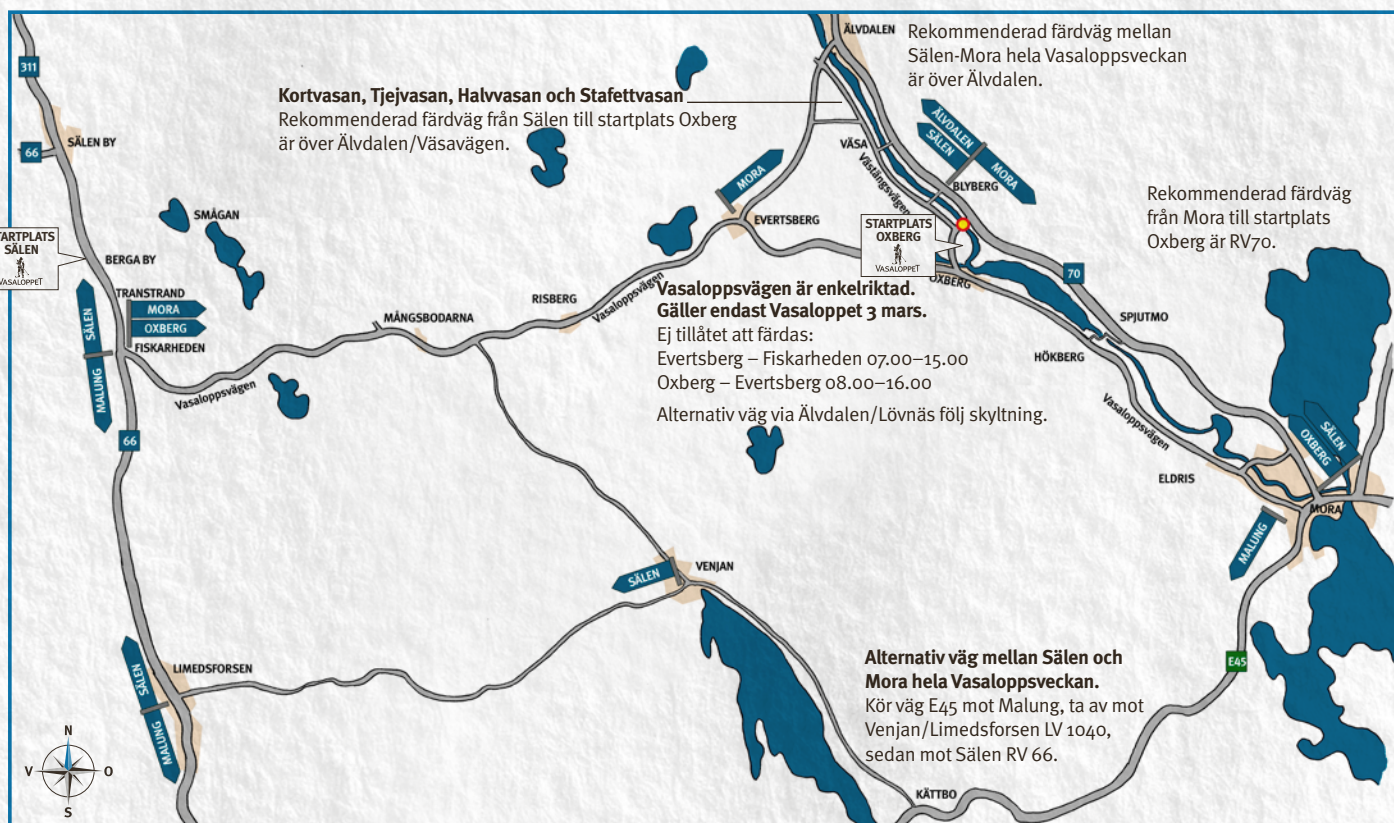 ÄLVDALEN
Rekommenderad färdväg mellan
Sälen-Mora hela Vasaloppsveckan
är över Älvdalen.
311
Kortvasan, Tjejvasan, Halvvasan och Stafettvasan
Rekommenderad färdväg från Sälen till startplats Oxberg
är över Älvdalen/Väsavägen.
SÄLEN BY
66
VÄSA
Västängsvägen
ÄLVDALEN
SÄLEN
MORA
BLYBERG
MORA
EVERTSBERG
Rekommenderad färdväg
från Mora till startplats
Oxberg är RV70.
SMÅGAN
STARTPLATS
SÄLEN
VASALOPPET
BERGA BY
STARTPLATS
OXBERG
VASALOPPET
OXBERG
70
TRANSTRAND
MORA
OXBERG
FISKARHEDEN
SÄLEN
MALUNG
RISBERG
MÅNGSBODARNA
Vasaloppsvägen
Vasaloppsvägen
Vasaloppsvägen är enkelriktad.
Gäller endast Vasaloppet 3 mars.
Ej tillåtet att färdas:
Evertsberg – Fiskarheden 07.00–15.00
Oxberg – Evertsberg 08.00–16.00
Alternativ väg via Älvdalen/Lövnäs följ skyltning.
SPJUTMO
HÖKBERG
Vasaloppsvägen
66
ELDRIS
SÄLEN
OXBERG
MORA
MALUNG
SÄLEN
VENJAN
LIMEDSFORSEN
SÄLEN
MALUNG
E45
Alternativ väg mellan Sälen och
Mora hela Vasaloppsveckan.
Kör väg E45 mot Malung, ta av mot
Venjan/Limedsforsen LV 1040,
sedan mot Sälen RV 66.
KÄTTBO
N
V
O
S